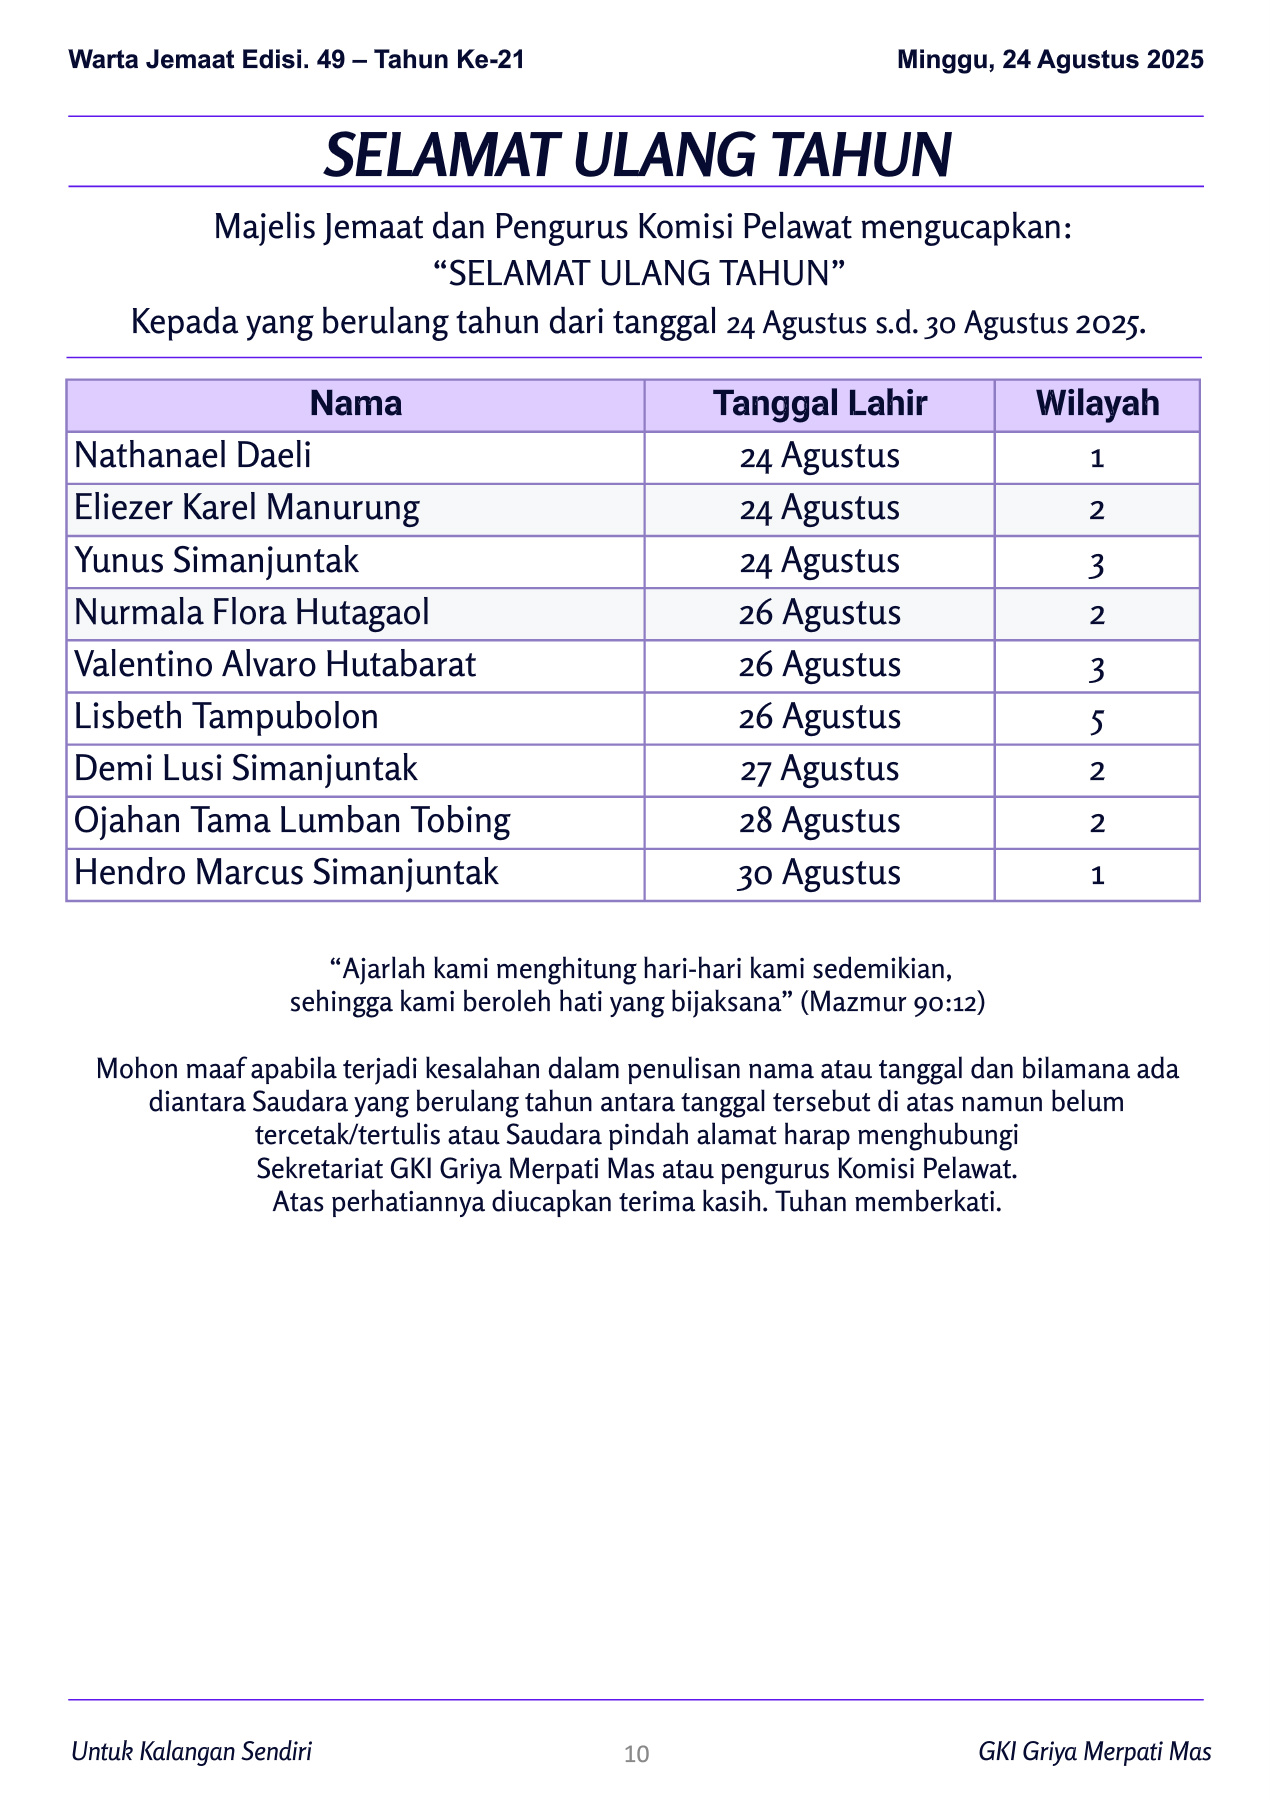 Warta Jemaat Edisi. 49 – Tahun Ke-21 Minggu, 24 Agustus 2025
SELAMAT ULANG TAHUN
Majelis Jemaat dan Pengurus Komisi Pelawat mengucapkan:
“SELAMAT ULANG TAHUN”
Kepada yang berulang tahun dari tanggal 24 Agustus s.d. 30 Agustus 2025.
Nama Tanggal Lahir Wilayah
Nathanael Daeli 24 Agustus 1
Eliezer Karel Manurung 24 Agustus 2
Yunus Simanjuntak 24 Agustus 3
Nurmala Flora Hutagaol 26 Agustus 2
Valentino Alvaro Hutabarat 26 Agustus 3
Lisbeth Tampubolon 26 Agustus 5
Demi Lusi Simanjuntak 27 Agustus 2
Ojahan Tama Lumban Tobing 28 Agustus 2
Hendro Marcus Simanjuntak 30 Agustus 1
“Ajarlah kami menghitung hari-hari kami sedemikian,
sehingga kami beroleh hati yang bijaksana” (Mazmur 90:12)
Mohon maaf apabila terjadi kesalahan dalam penulisan nama atau tanggal dan bilamana ada
diantara Saudara yang berulang tahun antara tanggal tersebut di atas namun belum
tercetak/tertulis atau Saudara pindah alamat harap menghubungi
Sekretariat GKI Griya Merpati Mas atau pengurus Komisi Pelawat.
Atas perhatiannya diucapkan terima kasih. Tuhan memberkati.
Untuk Kalangan Sendiri 10 GKI Griya Merpati Mas